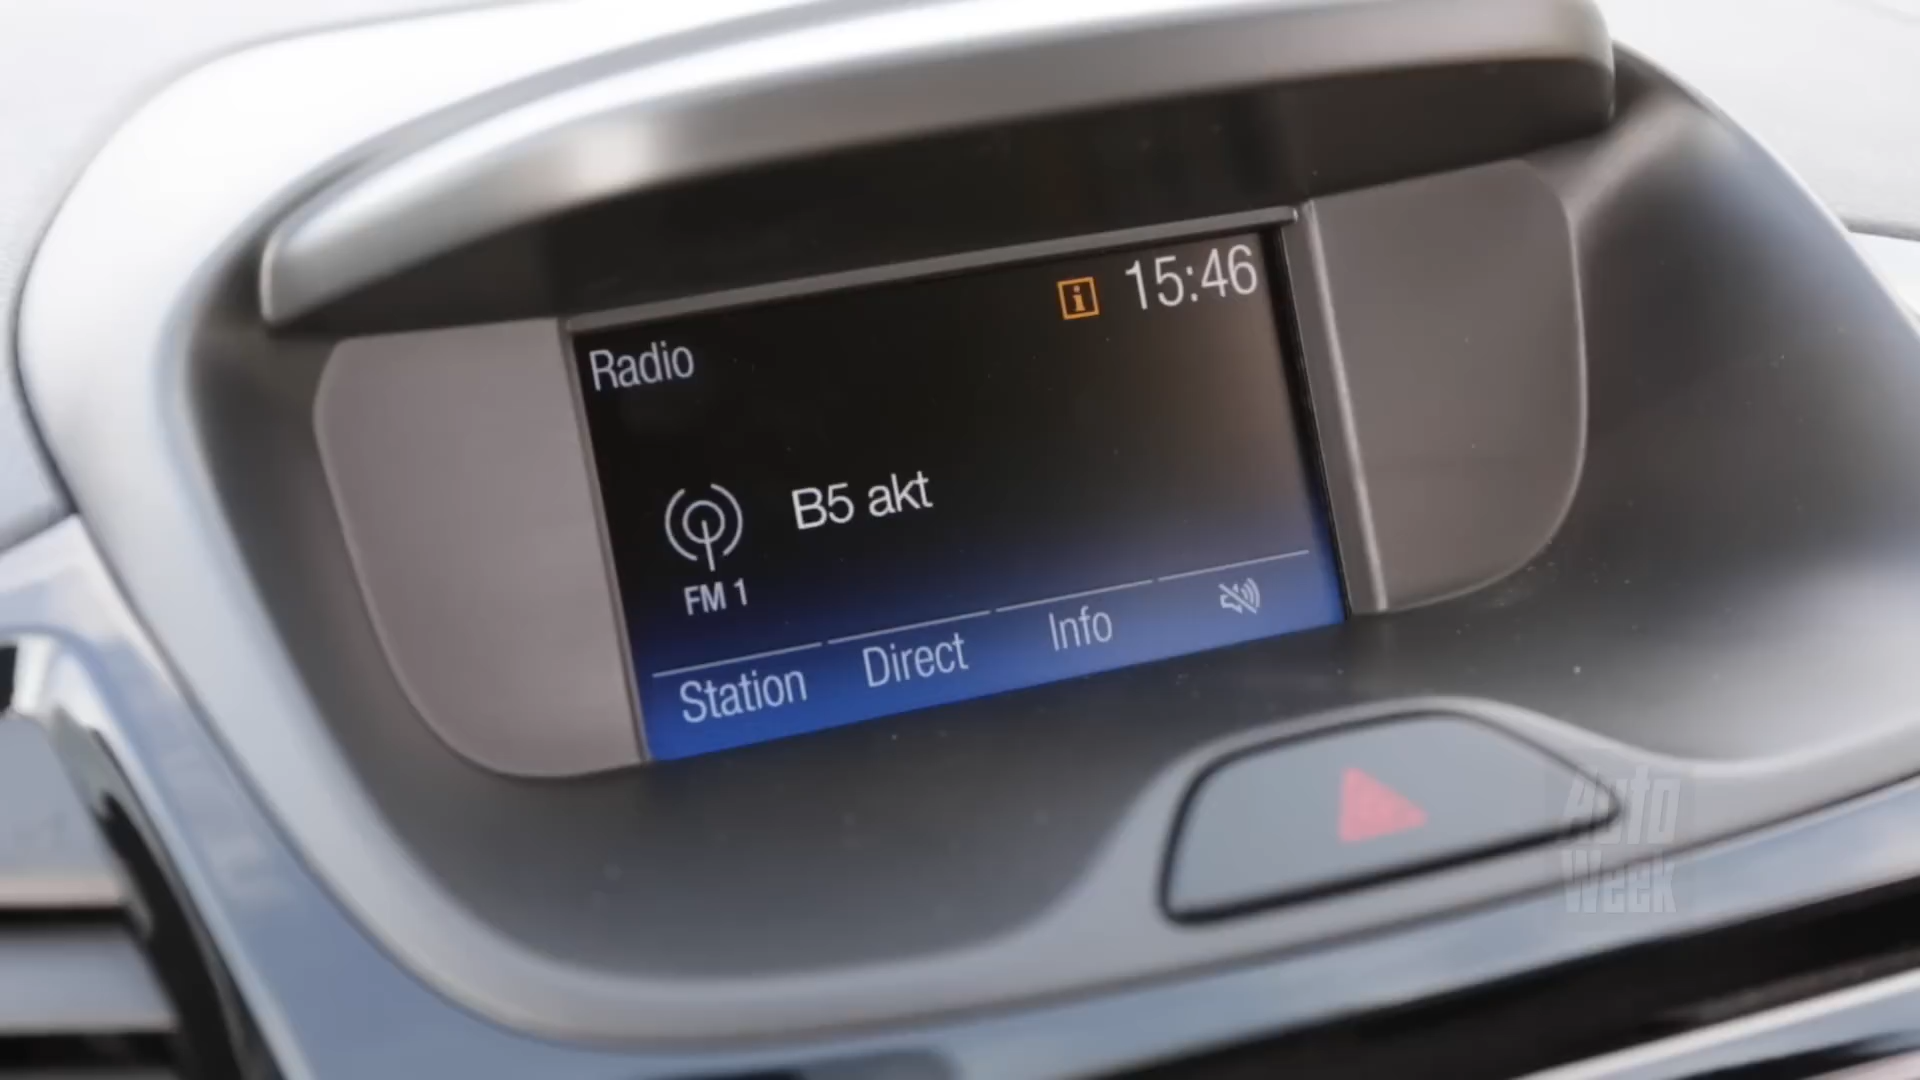 15:46
Radio
B5 akt
FM 1
Station Direct Info
Auto
Week